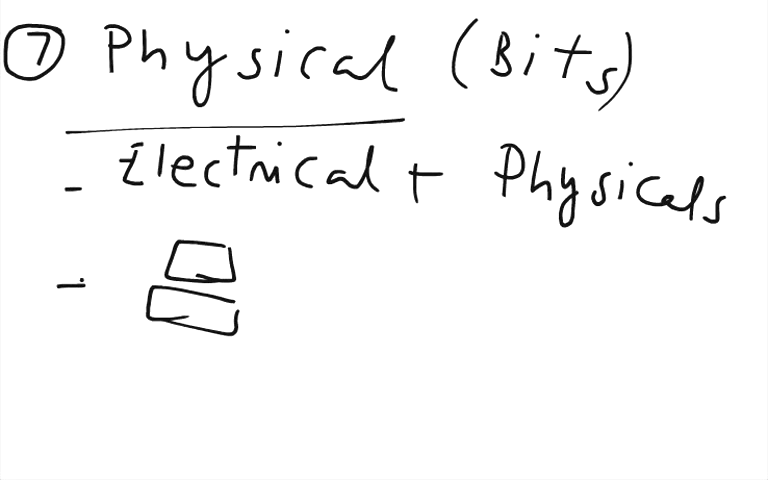 ⑦ Physical (Bits)
- Electrical + Physicals
-